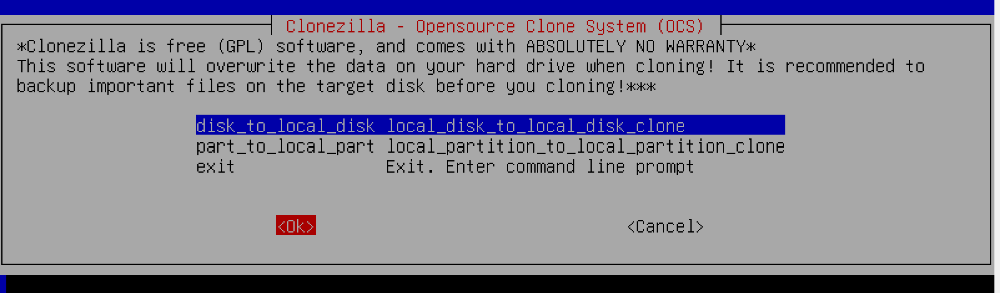 Clonezilla - Opensource Clone System (OCS)
*Clonezilla is free (GPL) software, and comes with ABSOLUTELY NO WARRANTY*
This software will overwrite the data on your hard drive when cloning! It is recommended to
backup important files on the target disk before you cloning!***
disk_to_local_disk local_disk_to_local_disk_clone
part_to_local_part local_partition_to_local_partition_clone
exit Exit. Enter command line prompt
<Ok> <Cancel>